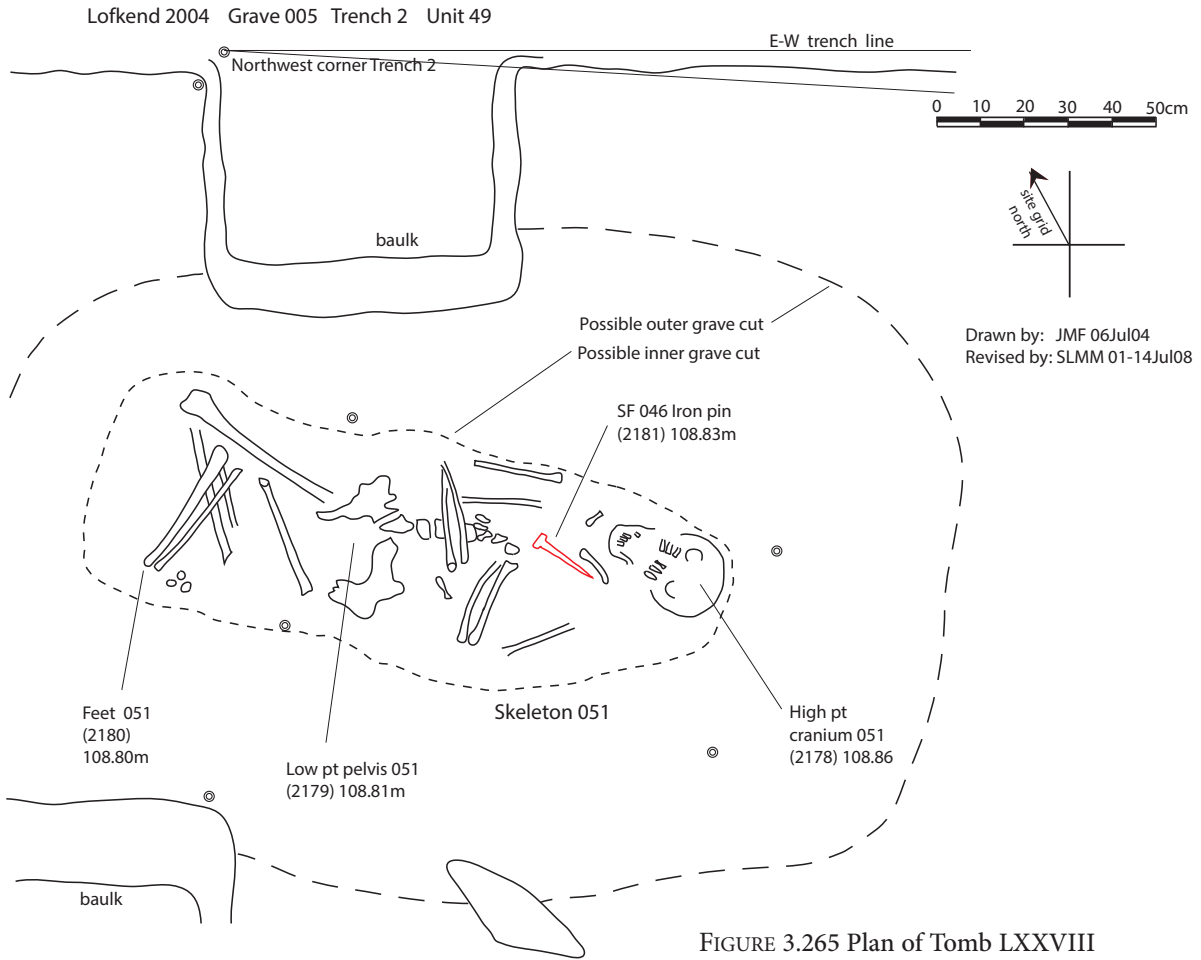 Lofkend 2004 Grave 005 Trench 2 Unit 49
E-W trench line
Northwest corner Trench 2
0 10 20 30 40 50cm
site grid
north
baulk
Possible outer grave cut
Possible inner grave cut
Drawn by: JMF 06Jul04
Revised by: SLMM 01-14Jul08
SF 046 Iron pin
(2181) 108.83m
Skeleton 051
Feet 051
(2180)
108.80m
Low pt pelvis 051
(2179) 108.81m
High pt
cranium 051
(2178) 108.86
baulk
FIGURE 3.265 Plan of Tomb LXXVIII